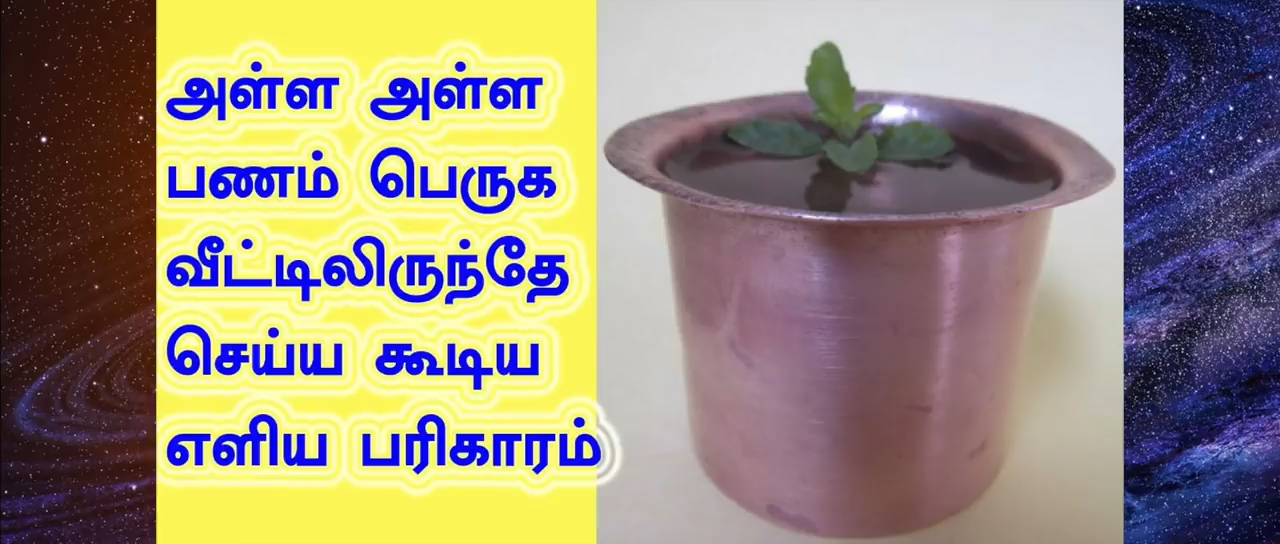 அள்ள அள்ள
பணம் பெருக
வீட்டிலிருந்தே
செய்ய கூடிய
எளிய பரிகாரம்